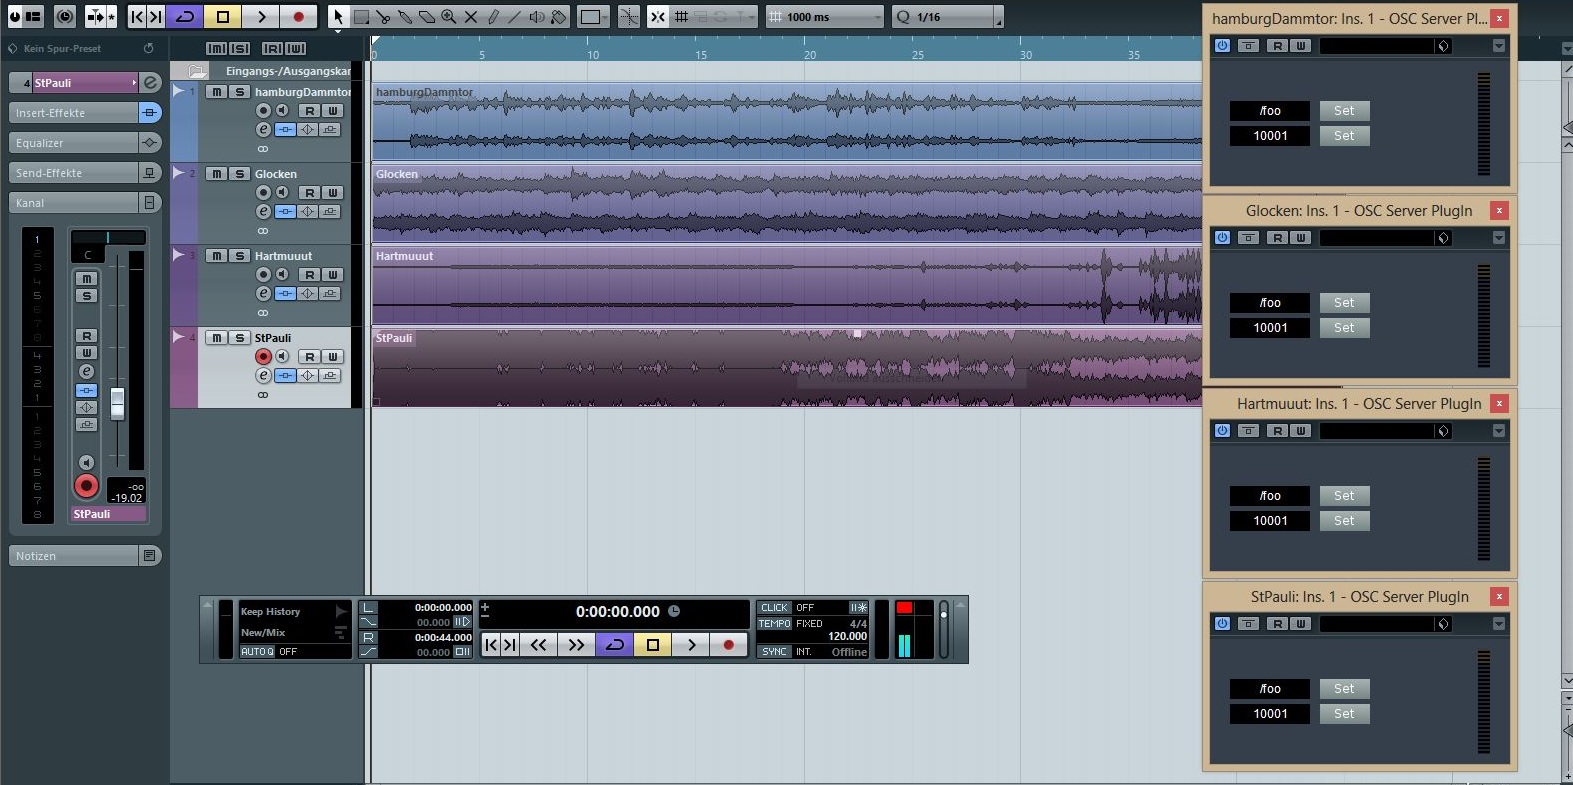 1000 ms
Q 1/16
Kein Spur-Preset
4 StPauli
Insert-Effekte
Equalizer
Send-Effekte
Kanal
C
M
S
R
W
e
-∞
-19.02
StPauli
Notizen
M S R W
Eingangs-/Ausgangskan
0 5 10 15 20 25 30 35
1 M S hamburgDammtor
R W
e
hamburgDammtor
2 M S Glocken
R W
e
Glocken
3 M S Hartmuuut
R W
e
Hartmuuut
4 M S StPauli
R W
e
StPauli
Keep History
New/Mix
AUTO Q OFF
L 0:00:00.000
00.000
R 0:00:44.000
00.000
0:00:00.000
CLICK OFF
TEMPO FIXED 4/4
120.000
SYNC INT. Offline
hamburgDammtor: Ins. 1 - OSC Server Pl... x
R W
/foo Set
10001 Set
Glocken: Ins. 1 - OSC Server PlugIn x
R W
/foo Set
10001 Set
Hartmuuut: Ins. 1 - OSC Server PlugIn x
R W
/foo Set
10001 Set
StPauli: Ins. 1 - OSC Server PlugIn x
R W
/foo Set
10001 Set